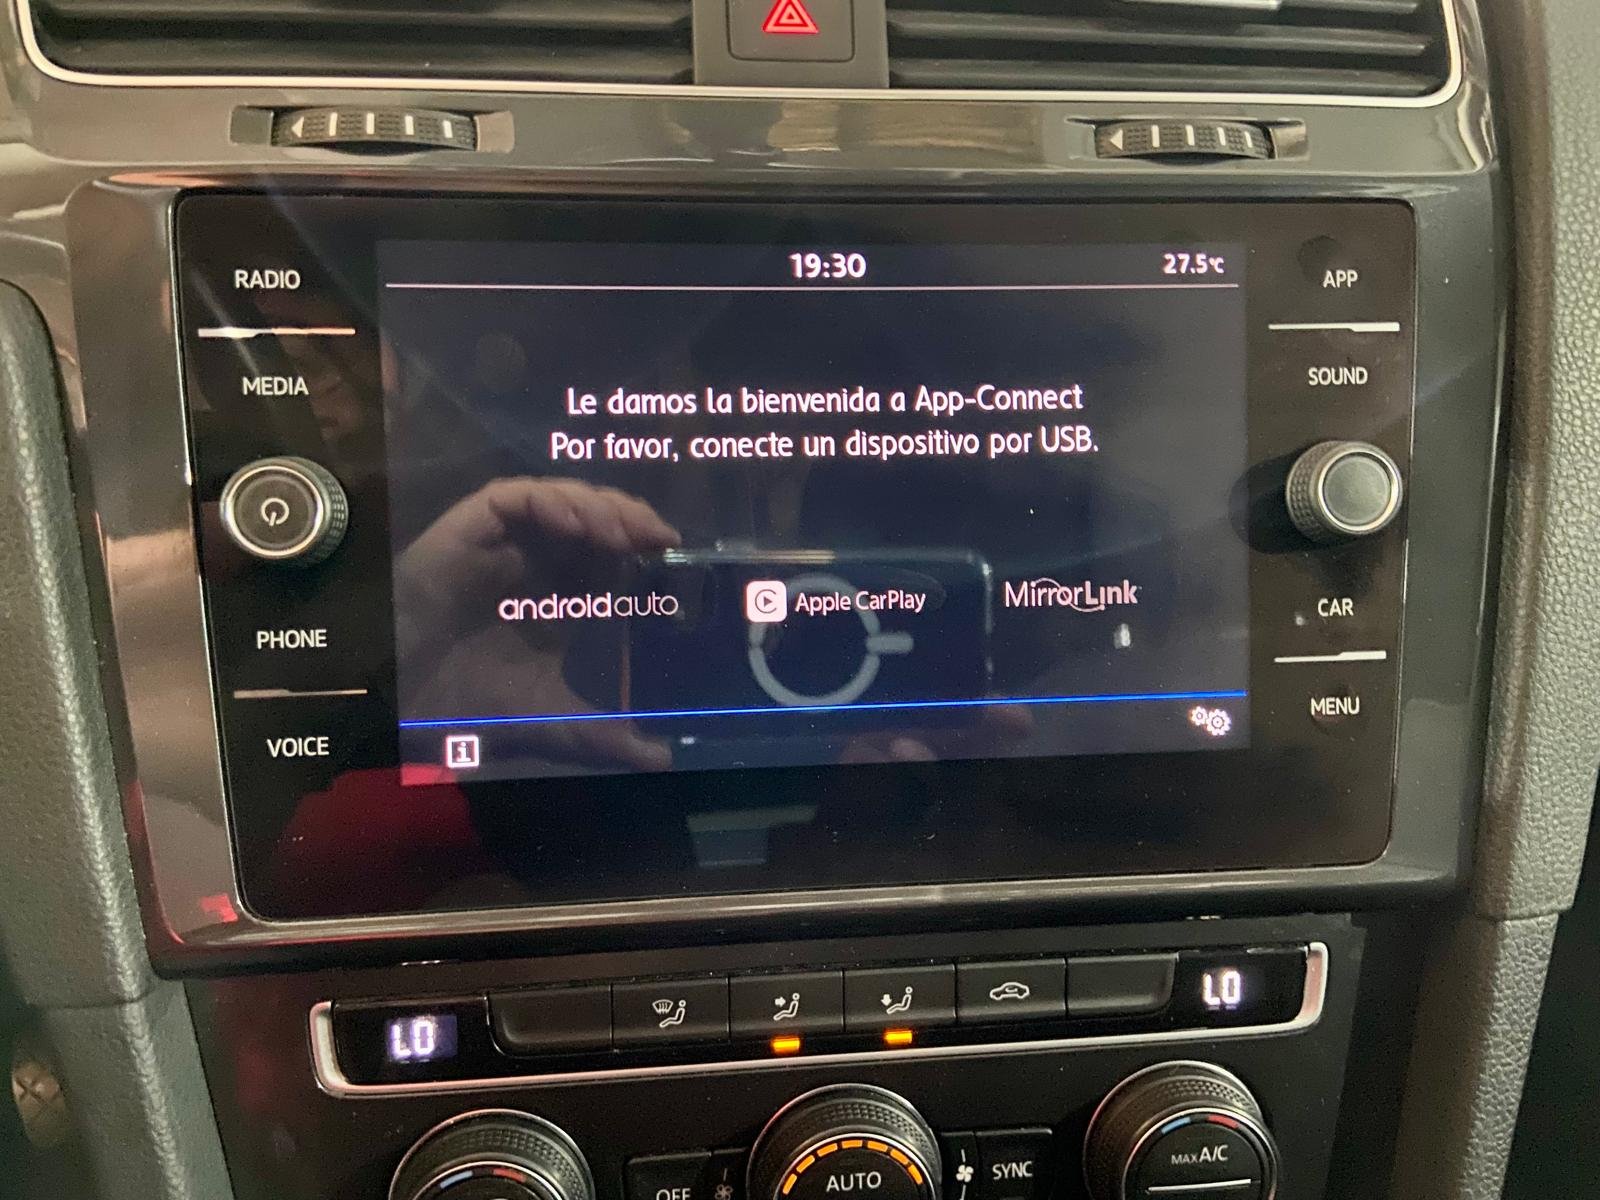 19:30
27.5°C
RADIO
MEDIA
PHONE
VOICE
Le damos la bienvenida a App-Connect
Por favor, conecte un dispositivo por USB.
androidauto
Apple CarPlay
MirrorLink
i
APP
SOUND
CAR
MENU
LO
LO
OFF
AUTO
SYNC
MAX A/C